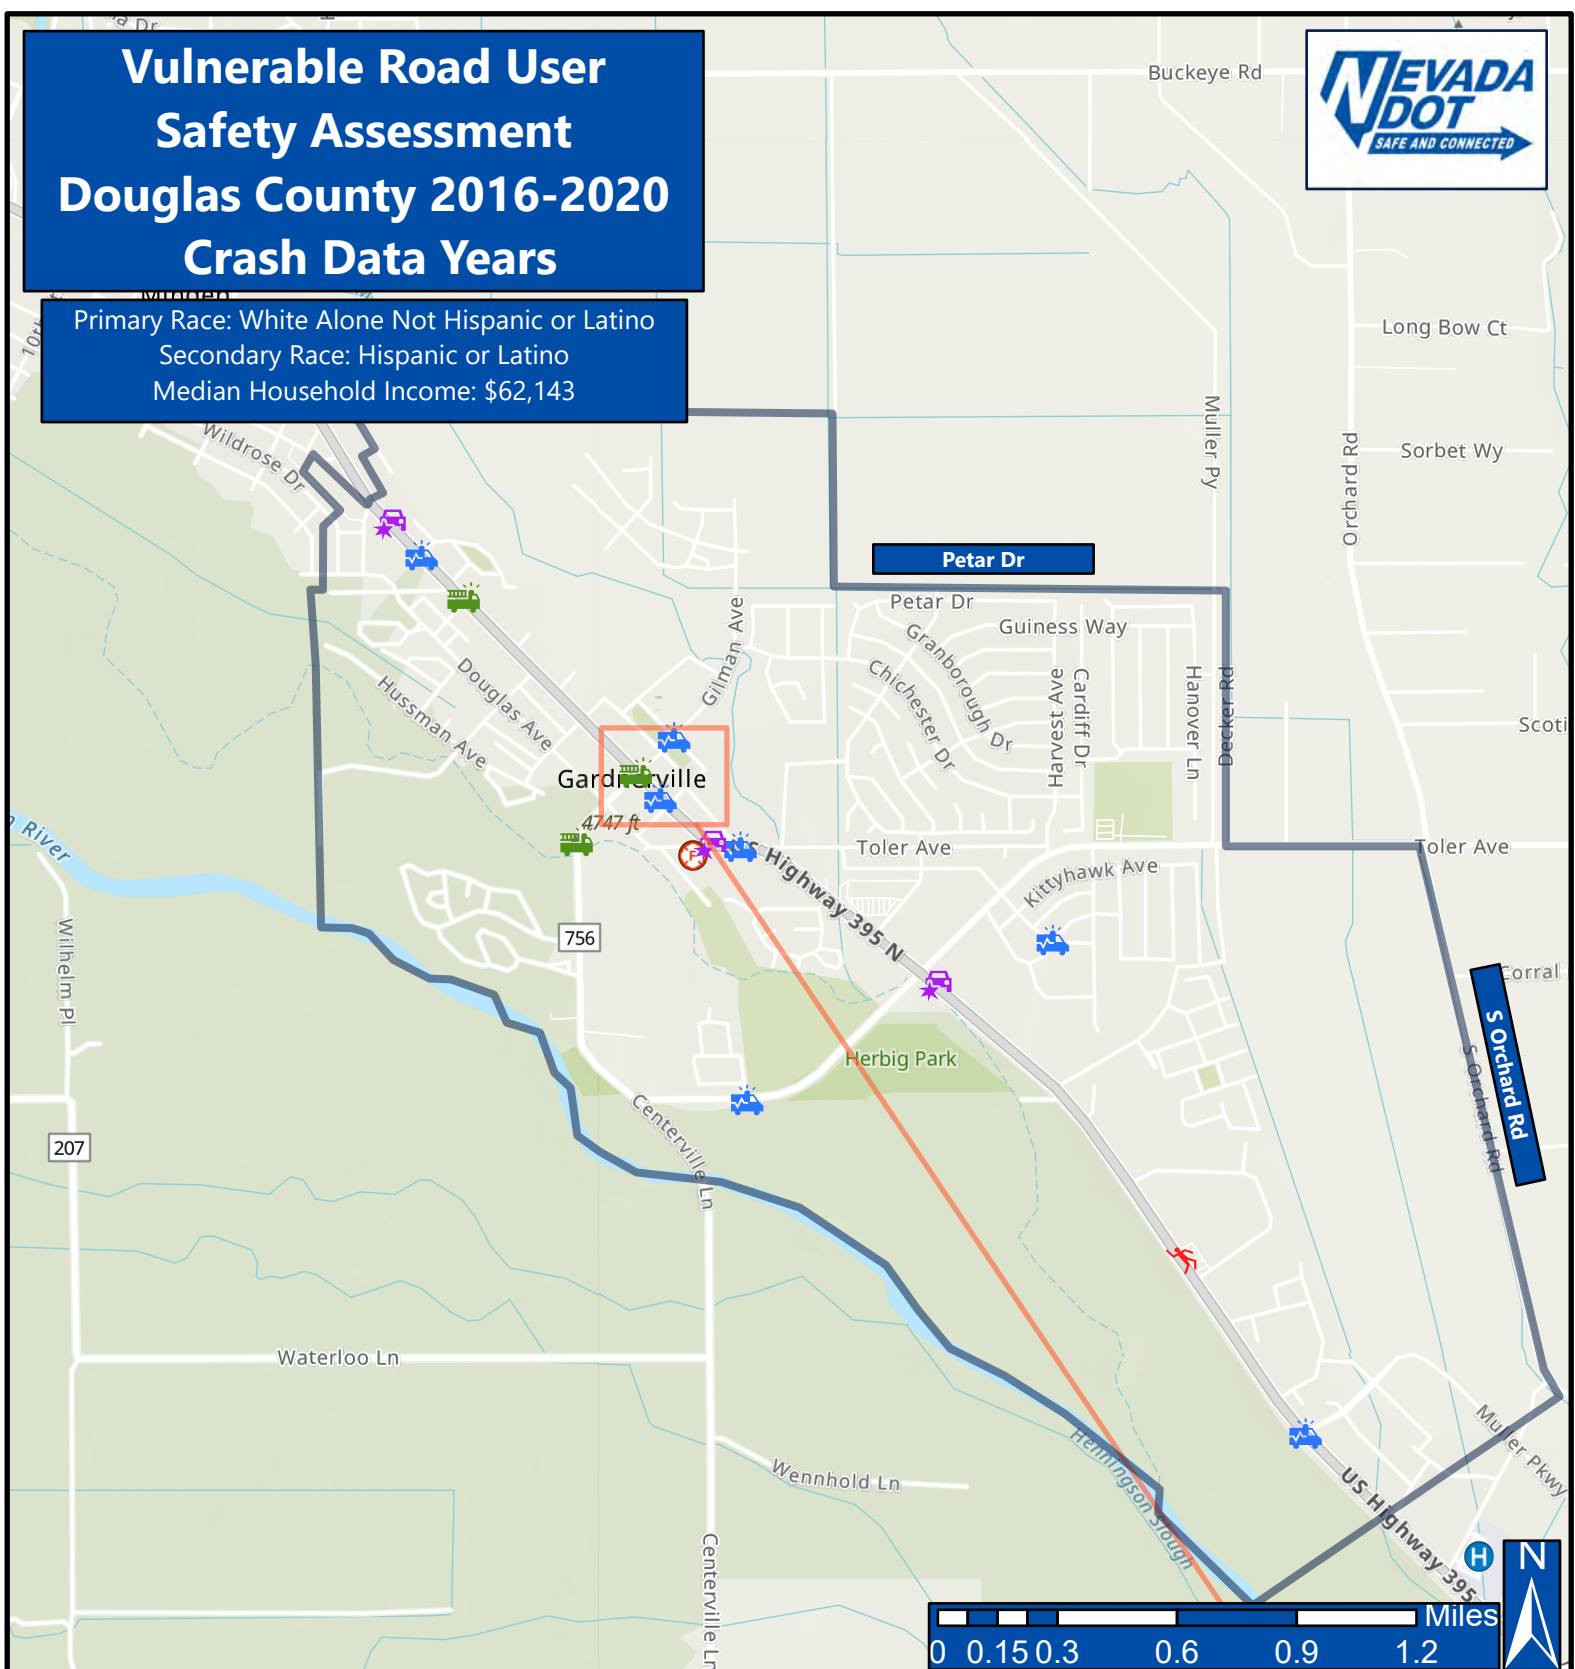 Vulnerable Road User
Safety Assessment
Douglas County 2016-2020
Crash Data Years
Primary Race: White Alone Not Hispanic or Latino
Secondary Race: Hispanic or Latino
Median Household Income: $62,143
NEVADA
DOT
SAFE AND CONNECTED
Buckeye Rd
Minden
Long Bow Ct
Muller Py
Orchard Rd
Sorbet Wy
Wildrose Dr
Petar Dr
Petar Dr
Guiness Way
Granborough Dr
Chichester Dr
Harvest Ave
Cardiff Dr
Hanover Ln
Decker Rd
Gilman Ave
Douglas Ave
Hussman Ave
Gardnerville
4747 ft
F
US Highway 395 N
Toler Ave
Toler Ave
Kittyhawk Ave
River
Wilhelm Pl
756
Corral
S Orchard Rd
S Orchard Rd
Herbig Park
Centerville Ln
207
Waterloo Ln
Wennhold Ln
Henningson Slough
Muller Pkwy
US Highway 395
Centerville Ln
H
N
Miles
0 0.15 0.3 0.6 0.9 1.2